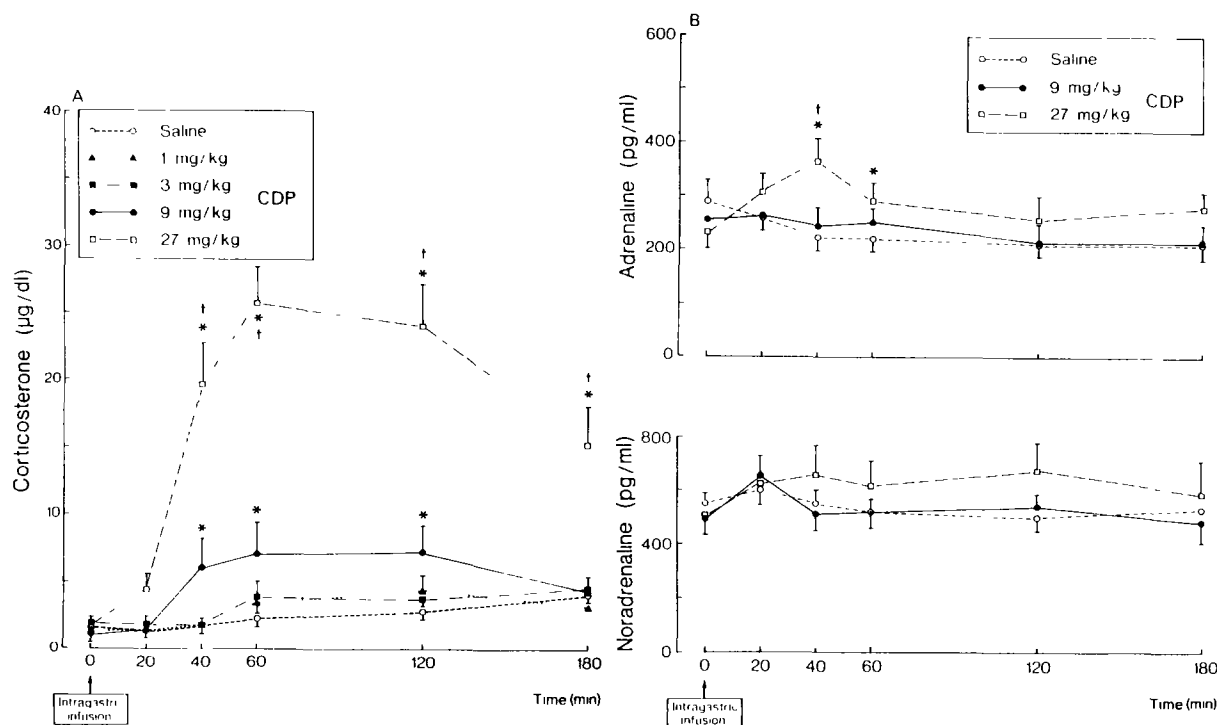 A
40
30
20
10
0
Corticosterone (µg/dl)
Saline
1 mg/kg
3 mg/kg
9 mg/kg
27 mg/kg
CDP
†
*
*
†
†
*
†
*
*
*
*
0 20 40 60 120 180
Intragastri
infusion
Time (min)
B
600
400
200
0
Adrenaline (pg/ml)
Saline
9 mg/kg
27 mg/kg
CDP
†
*
*
800
400
0
Noradrenaline (pg/ml)
0 20 40 60 120 180
Intragastric
infusion
Time (min)